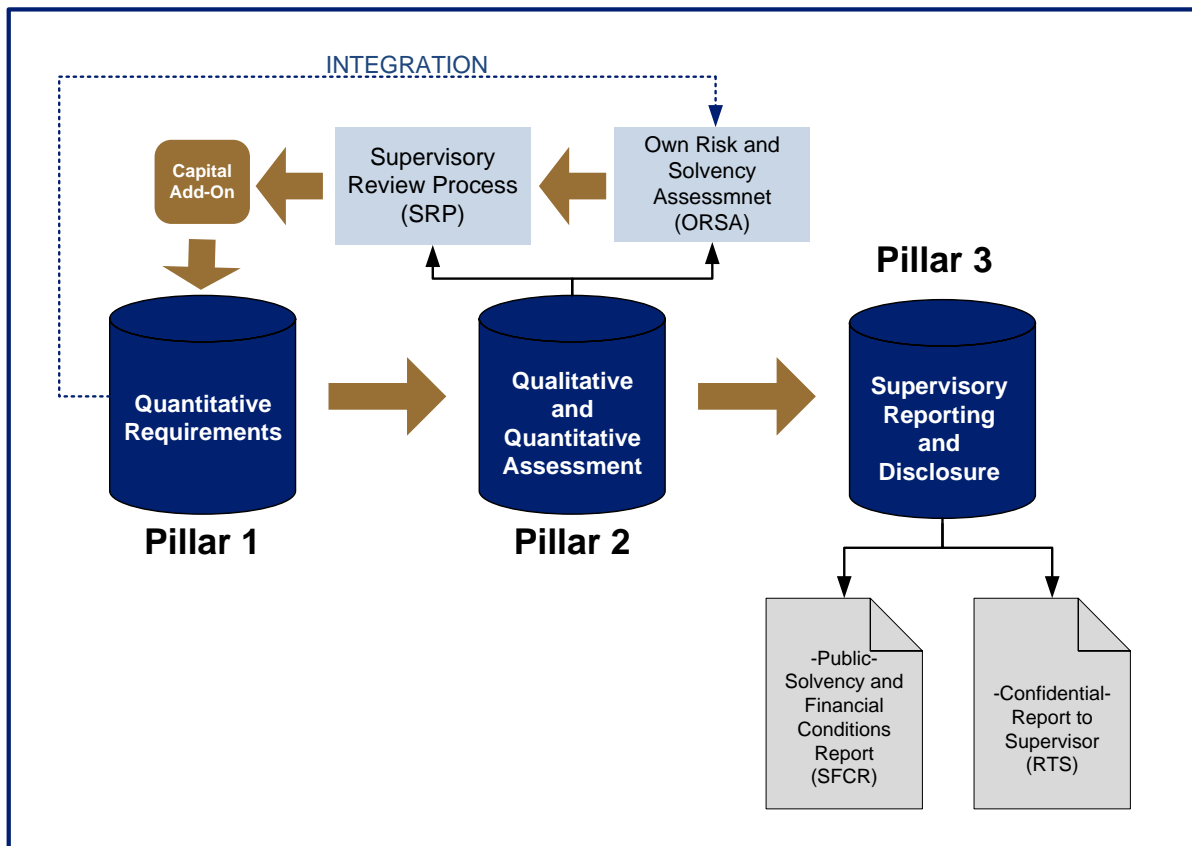 INTEGRATION
Capital
Add-On
Supervisory
Review Process
(SRP)
Own Risk and
Solvency
Assessmnet
(ORSA)
Pillar 3
Quantitative
Requirements
Qualitative
and
Quantitative
Assessment
Supervisory
Reporting
and
Disclosure
Pillar 1
Pillar 2
-Public-
Solvency and
Financial
Conditions
Report
(SFCR)
-Confidential-
Report to
Supervisor
(RTS)